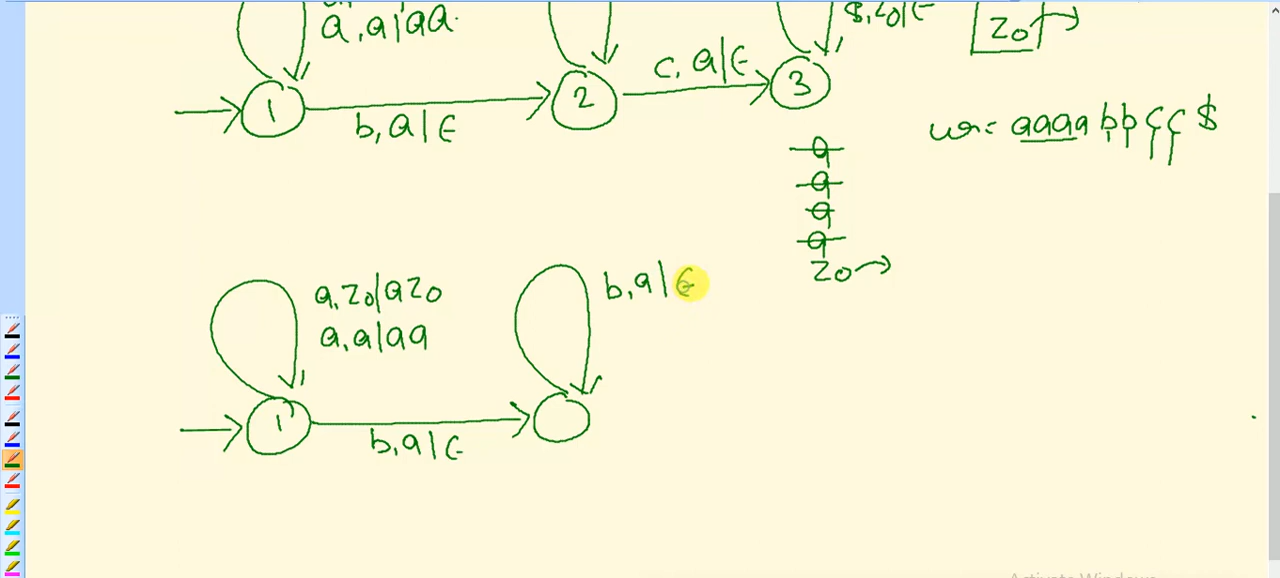 a,a|aa
$,z0|ϵ
z0
c,a|ϵ
1
2
3
b,a|ϵ
w= aaaabbcc$
a
a
a
a
z0
a,z0|az0
a,a|aa
b,a|ϵ
1
b,a|ϵ